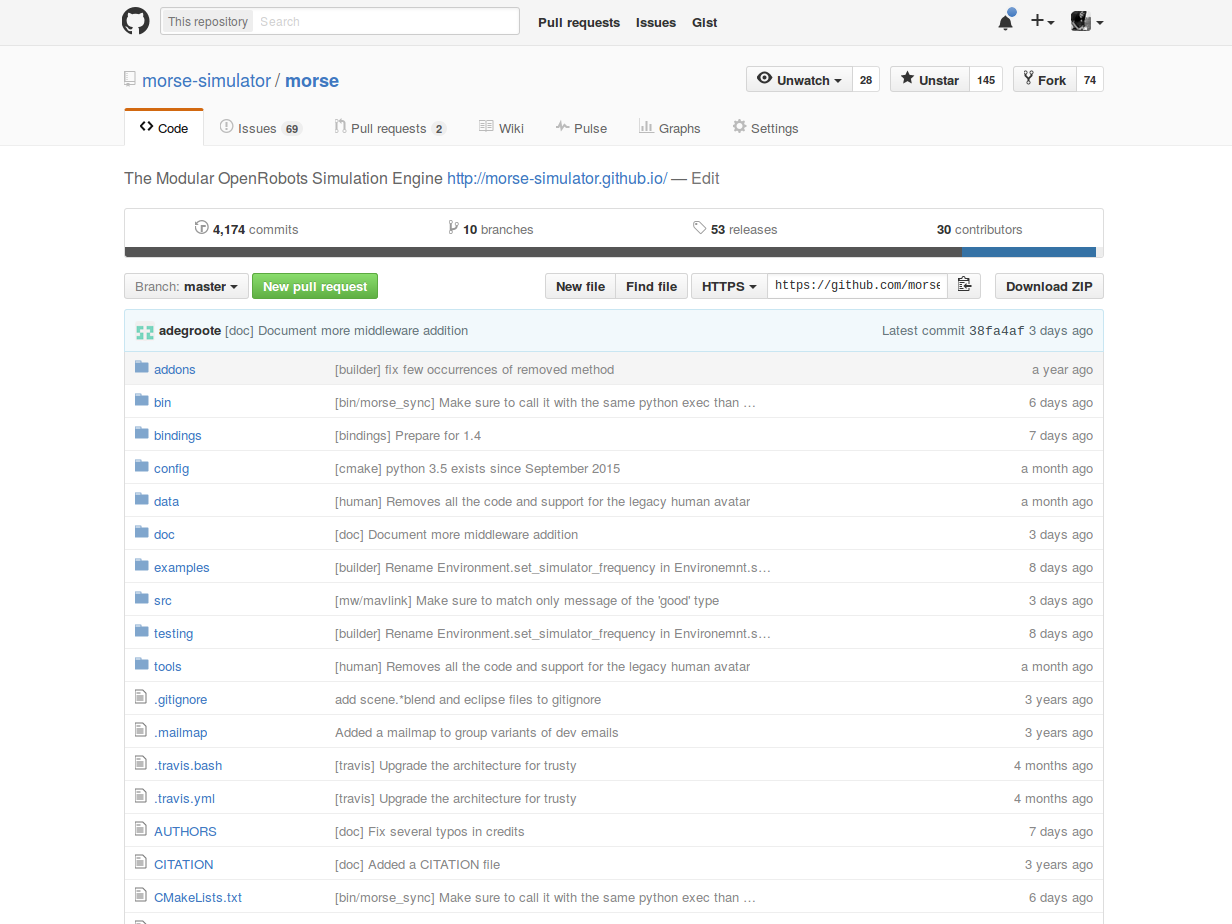 This repository Search Pull requests Issues Gist
morse-simulator / morse Unwatch 28 Unstar 145 Fork 74
Code Issues 69 Pull requests 2 Wiki Pulse Graphs Settings
The Modular OpenRobots Simulation Engine http://morse-simulator.github.io/ — Edit
4,174 commits 10 branches 53 releases 30 contributors
Branch: master New pull request New file Find file HTTPS https://github.com/morse Download ZIP
adegroote [doc] Document more middleware addition Latest commit 38fa4af 3 days ago
addons [builder] fix few occurrences of removed method a year ago
bin [bin/morse_sync] Make sure to call it with the same python exec than … 6 days ago
bindings [bindings] Prepare for 1.4 7 days ago
config [cmake] python 3.5 exists since September 2015 a month ago
data [human] Removes all the code and support for the legacy human avatar a month ago
doc [doc] Document more middleware addition 3 days ago
examples [builder] Rename Environment.set_simulator_frequency in Environemnt.s… 8 days ago
src [mw/mavlink] Make sure to match only message of the 'good' type 3 days ago
testing [builder] Rename Environment.set_simulator_frequency in Environemnt.s… 8 days ago
tools [human] Removes all the code and support for the legacy human avatar a month ago
.gitignore add scene.*blend and eclipse files to gitignore 3 years ago
.mailmap Added a mailmap to group variants of dev emails 3 years ago
.travis.bash [travis] Upgrade the architecture for trusty 4 months ago
.travis.yml [travis] Upgrade the architecture for trusty 4 months ago
AUTHORS [doc] Fix several typos in credits 7 days ago
CITATION [doc] Added a CITATION file 3 years ago
CMakeLists.txt [bin/morse_sync] Make sure to call it with the same python exec than … 6 days ago